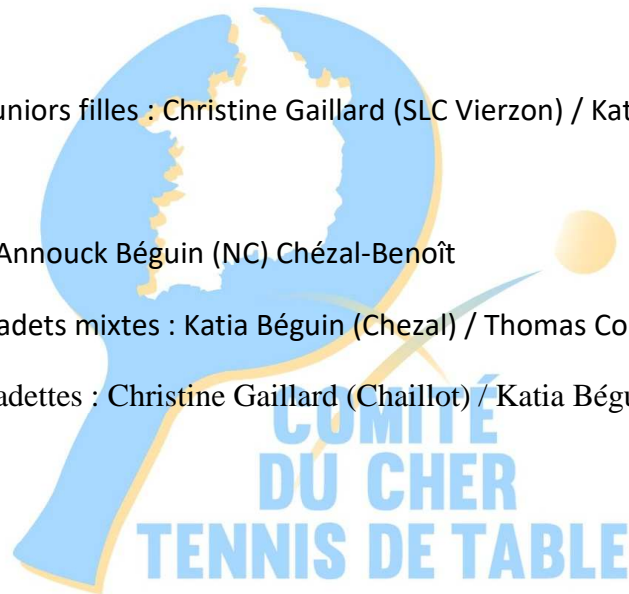 uniors filles : Christine Gaillard (SLC Vierzon) / Kat
Annouck Béguin (NC) Chézal-Benoît
adets mixtes : Katia Béguin (Chezal) / Thomas Co
adettes : Christine Gaillard (Chaillot) / Katia Bégu
COMITÉ
DU CHER
TENNIS DE TABLE